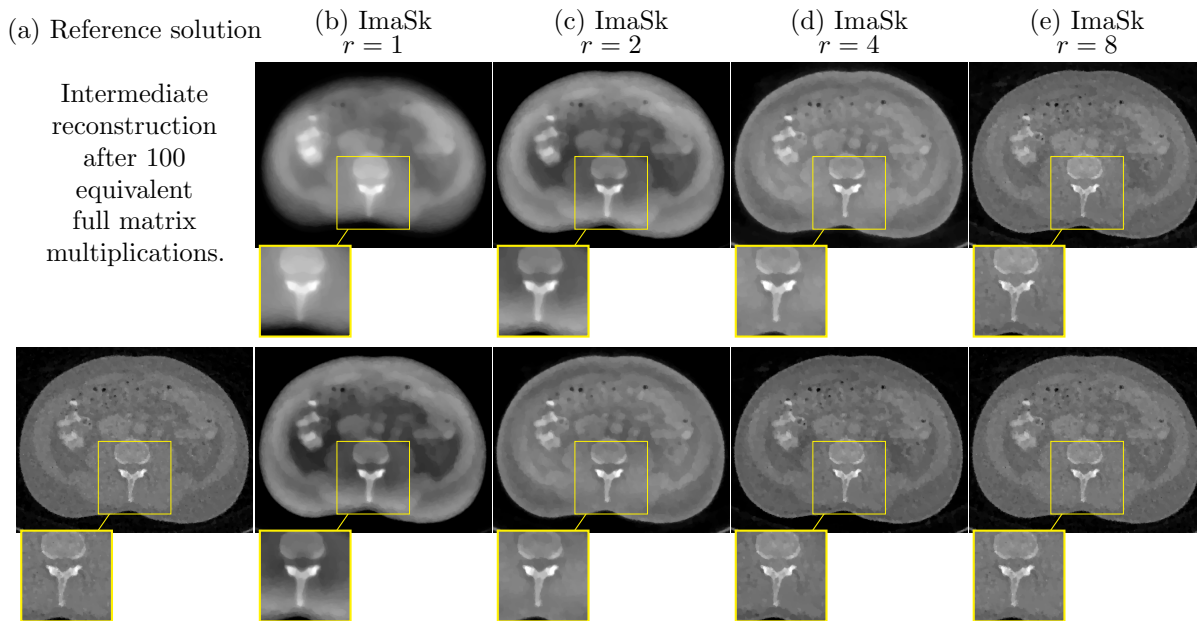 (a) Reference solution
(b) ImaSk
r = 1
(c) ImaSk
r = 2
(d) ImaSk
r = 4
(e) ImaSk
r = 8
Intermediate
reconstruction
after 100
equivalent
full matrix
multiplications.